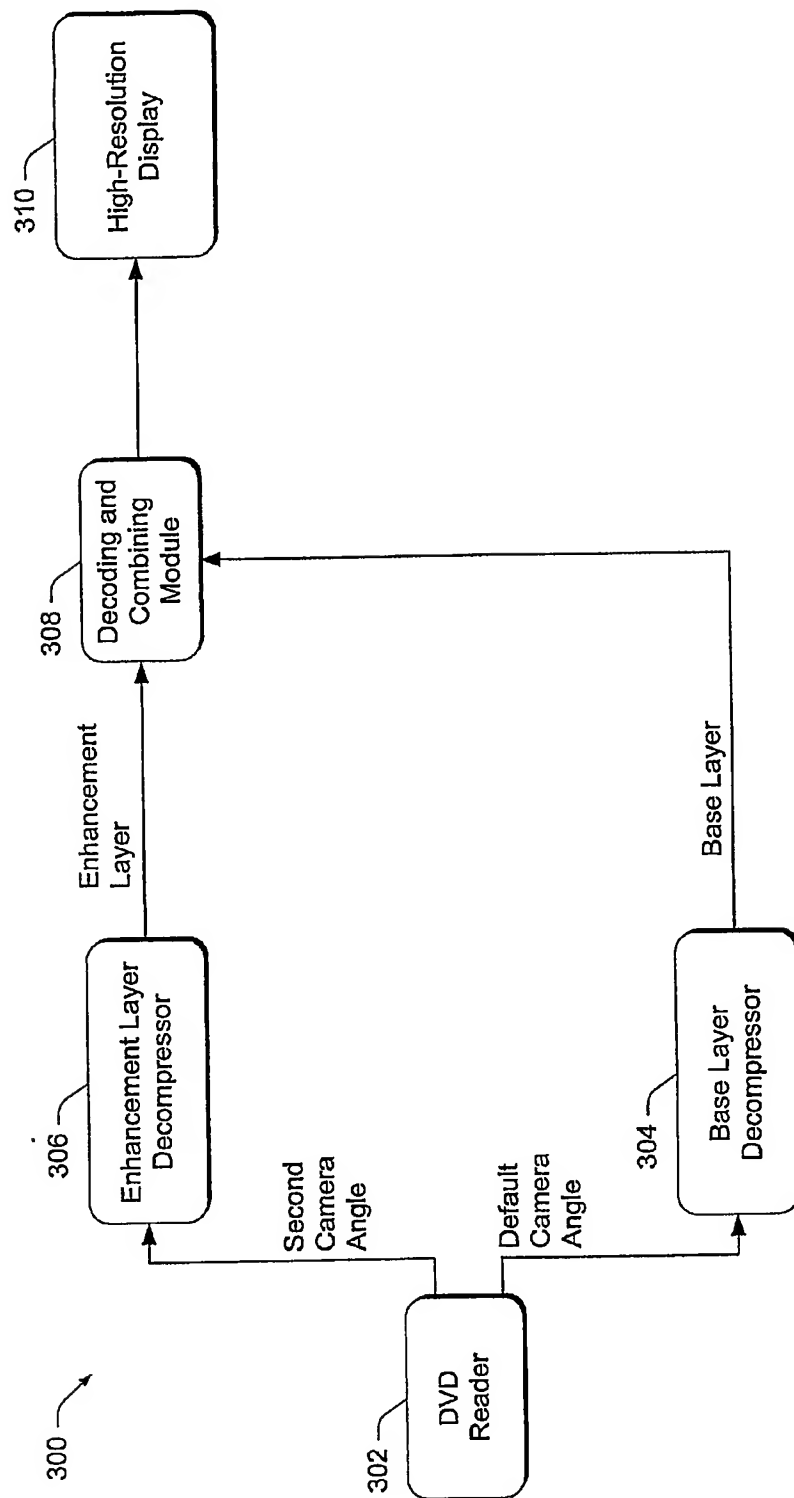 300
302
DVD
Reader
Second
Camera
Angle
Default
Camera
Angle
306
Enhancement Layer
Decompressor
304
Base Layer
Decompressor
Enhancement
Layer
Base Layer
308
Decoding and
Combining
Module
310
High-Resolution
Display